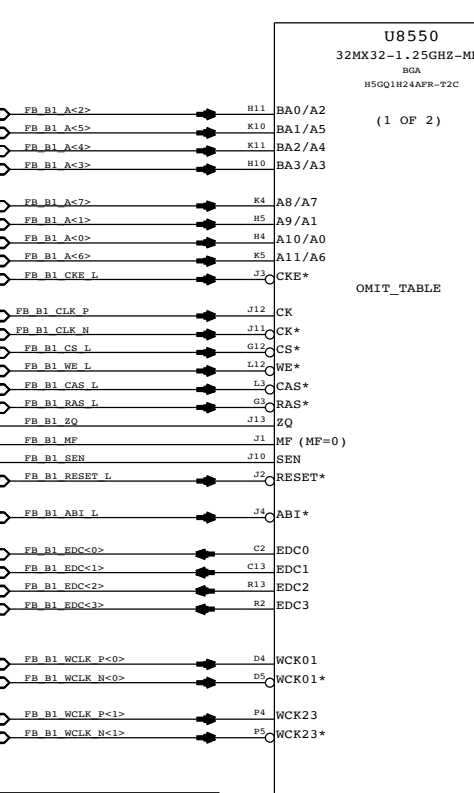 U8550
32MX32-1.25GHZ-M
BGA
H5GQ1H24AFR-T2C
(1 OF 2)
FB_B1_A<2> H11 BA0/A2
FB_B1_A<5> K10 BA1/A5
FB_B1_A<4> K11 BA2/A4
FB_B1_A<3> H10 BA3/A3
FB_B1_A<7> K4 A8/A7
FB_B1_A<1> H5 A9/A1
FB_B1_A<0> H4 A10/A0
FB_B1_A<6> K5 A11/A6
FB_B1_CKE_L J3 CKE*
OMIT_TABLE
FB_B1_CLK_P J12 CK
FB_B1_CLK_N J11 CK*
FB_B1_CS_L G12 CS*
FB_B1_WE_L L12 WE*
FB_B1_CAS_L L3 CAS*
FB_B1_RAS_L G3 RAS*
FB_B1_ZQ J13 ZQ
FB_B1_MF J1 MF (MF=0)
FB_B1_SEN J10 SEN
FB_B1_RESET_L J2 RESET*
FB_B1_ABI_L J4 ABI*
FB_B1_EDC<0> C2 EDC0
FB_B1_EDC<1> C13 EDC1
FB_B1_EDC<2> R13 EDC2
FB_B1_EDC<3> R2 EDC3
FB_B1_WCLK_P<0> D4 WCK01
FB_B1_WCLK_N<0> D5 WCK01*
FB_B1_WCLK_P<1> P4 WCK23
FB_B1_WCLK_N<1> P5 WCK23*